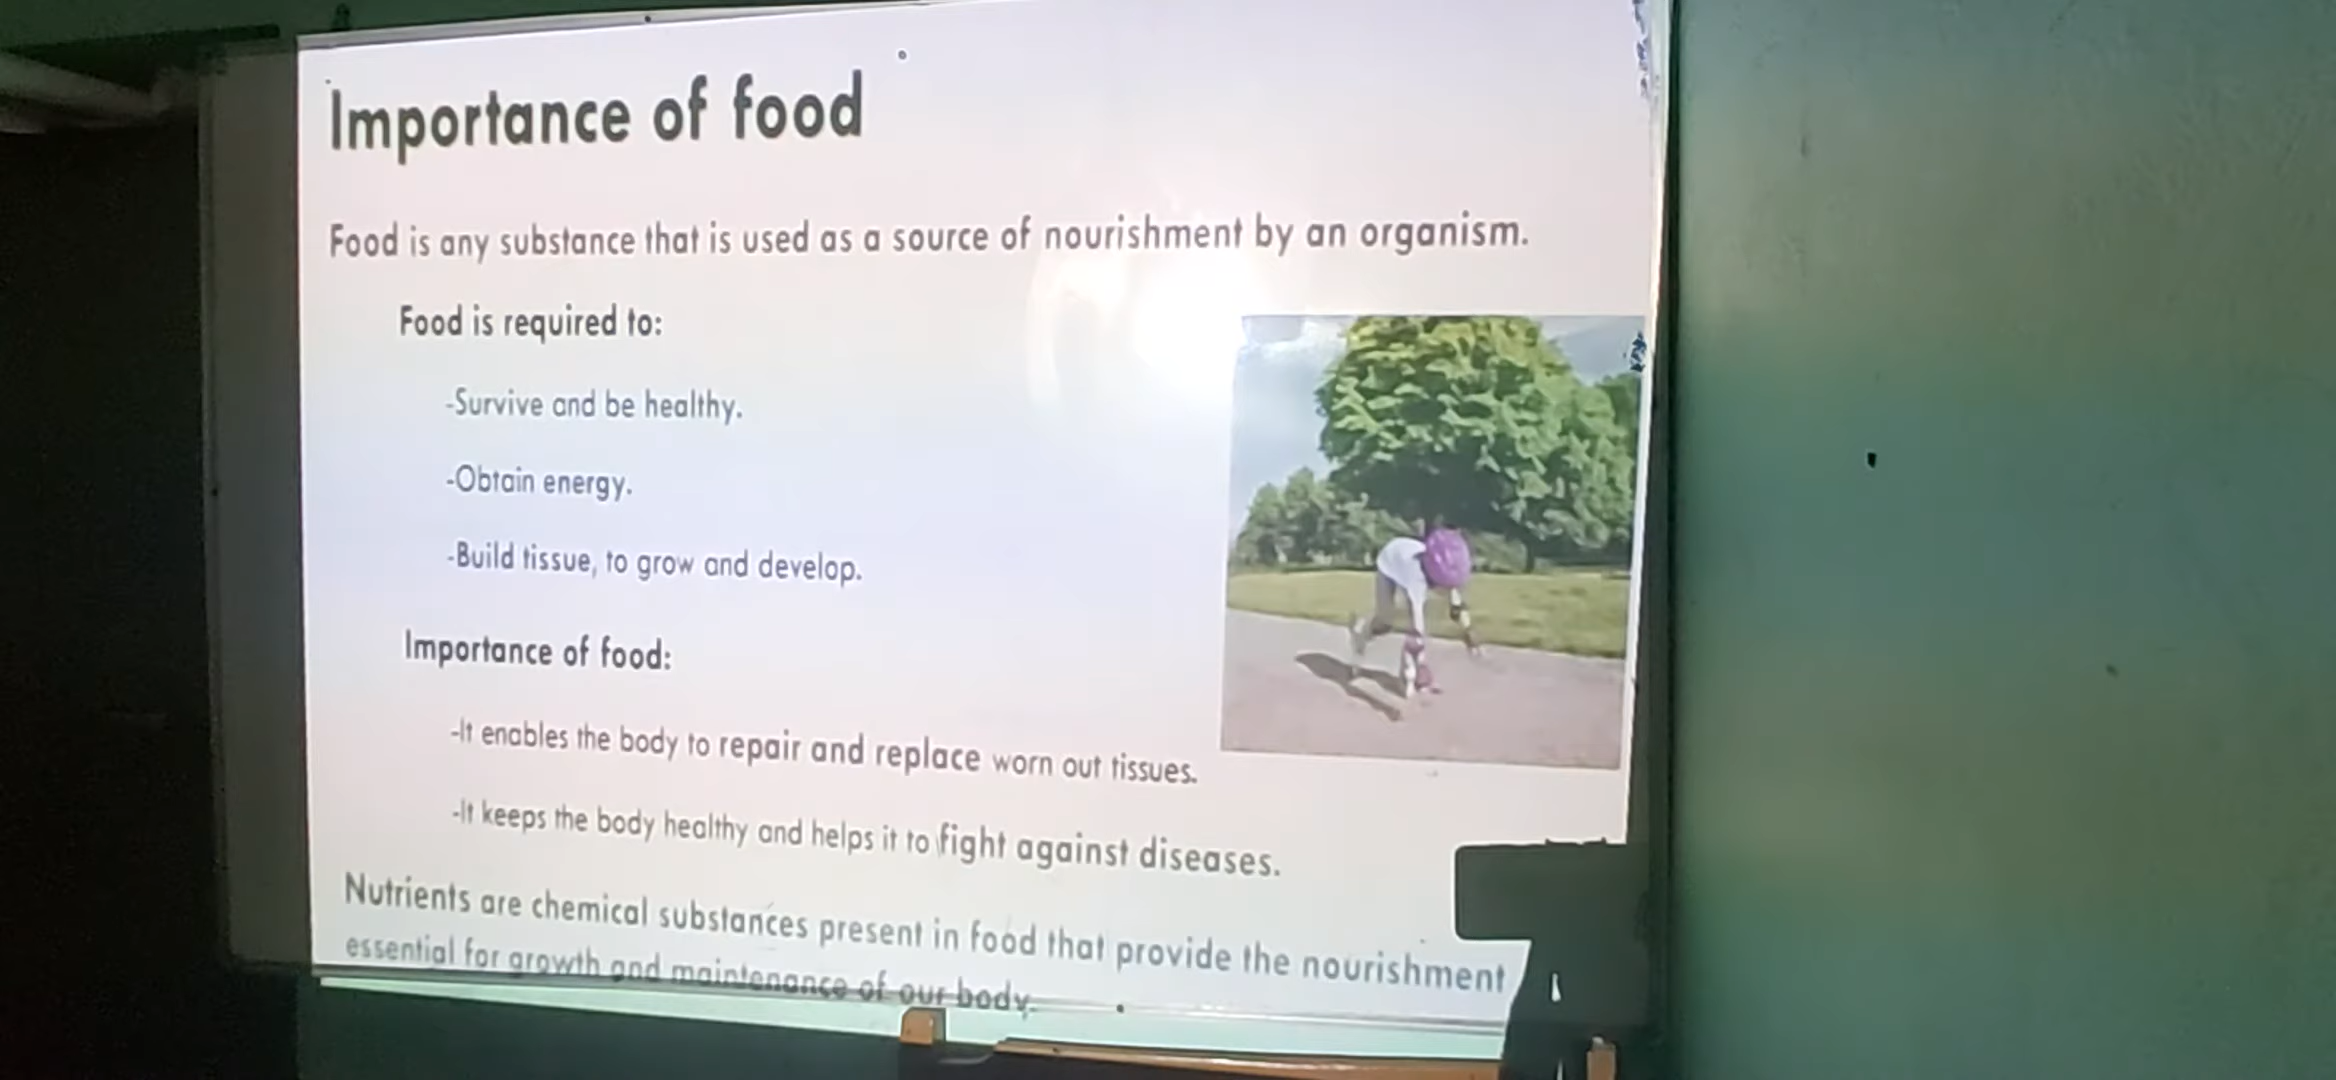 Importance of food
Food is any substance that is used as a source of nourishment by an organism.
Food is required to:
-Survive and be healthy.
-Obtain energy.
-Build tissue, to grow and develop.
Importance of food:
-It enables the body to repair and replace worn out tissues.
-It keeps the body healthy and helps it to fight against diseases.
Nutrients are chemical substances present in food that provide the nourishment
essential for growth and maintenance of our body.